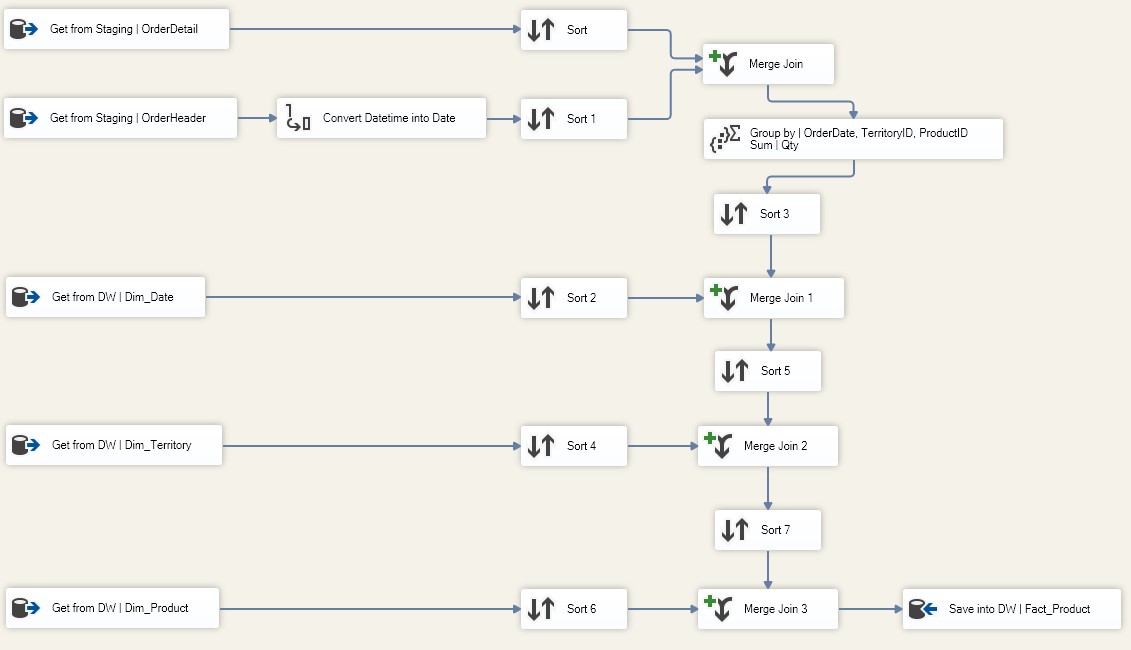 Get from Staging | OrderDetail
Sort
Merge Join
Get from Staging | OrderHeader
Convert Datetime into Date
Sort 1
Group by | OrderDate, TerritoryID, ProductID
Sum | Qty
Sort 3
Get from DW | Dim_Date
Sort 2
Merge Join 1
Sort 5
Get from DW | Dim_Territory
Sort 4
Merge Join 2
Sort 7
Get from DW | Dim_Product
Sort 6
Merge Join 3
Save into DW | Fact_Product